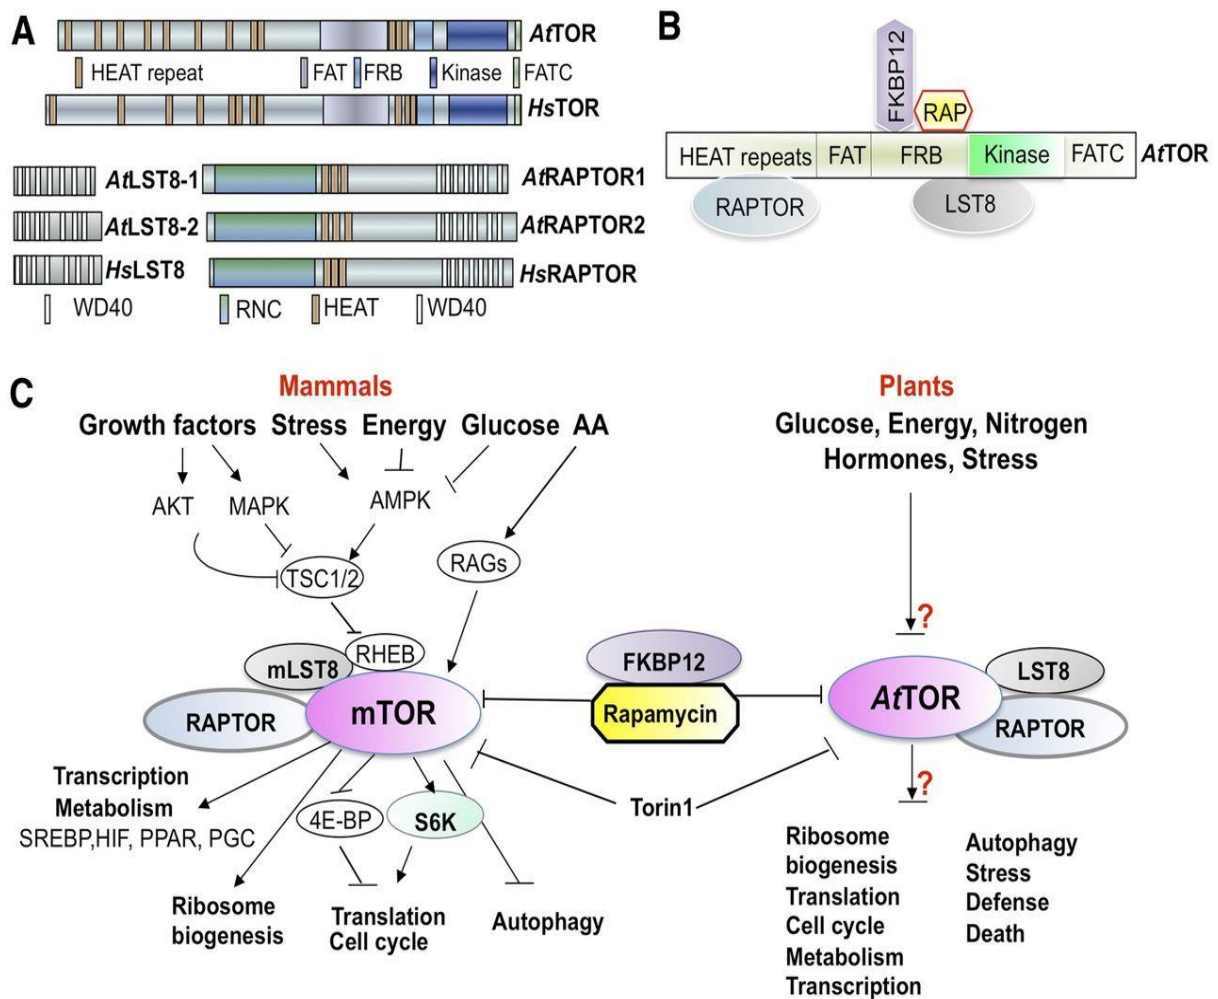 A
AtTOR
HEAT repeat FAT FRB Kinase FATC
HsTOR
AtLST8-1 AtRAPTOR1
AtLST8-2 AtRAPTOR2
HsLST8 HsRAPTOR
WD40 RNC HEAT WD40
B
FKBP12
RAP
HEAT repeats FAT FRB Kinase FATC AtTOR
RAPTOR LST8
C
Mammals
Growth factors Stress Energy Glucose AA
AKT MAPK AMPK
RAGs
TSC1/2
RHEB
mLST8
RAPTOR
mTOR
Transcription
Metabolism
SREBP,HIF, PPAR, PGC
4E-BP S6K
Ribosome
biogenesis
Translation
Cell cycle
Autophagy
FKBP12
Rapamycin
Torin1
Plants
Glucose, Energy, Nitrogen
Hormones, Stress
?
AtTOR
LST8
RAPTOR
?
Ribosome
biogenesis
Translation
Cell cycle
Metabolism
Transcription
Autophagy
Stress
Defense
Death